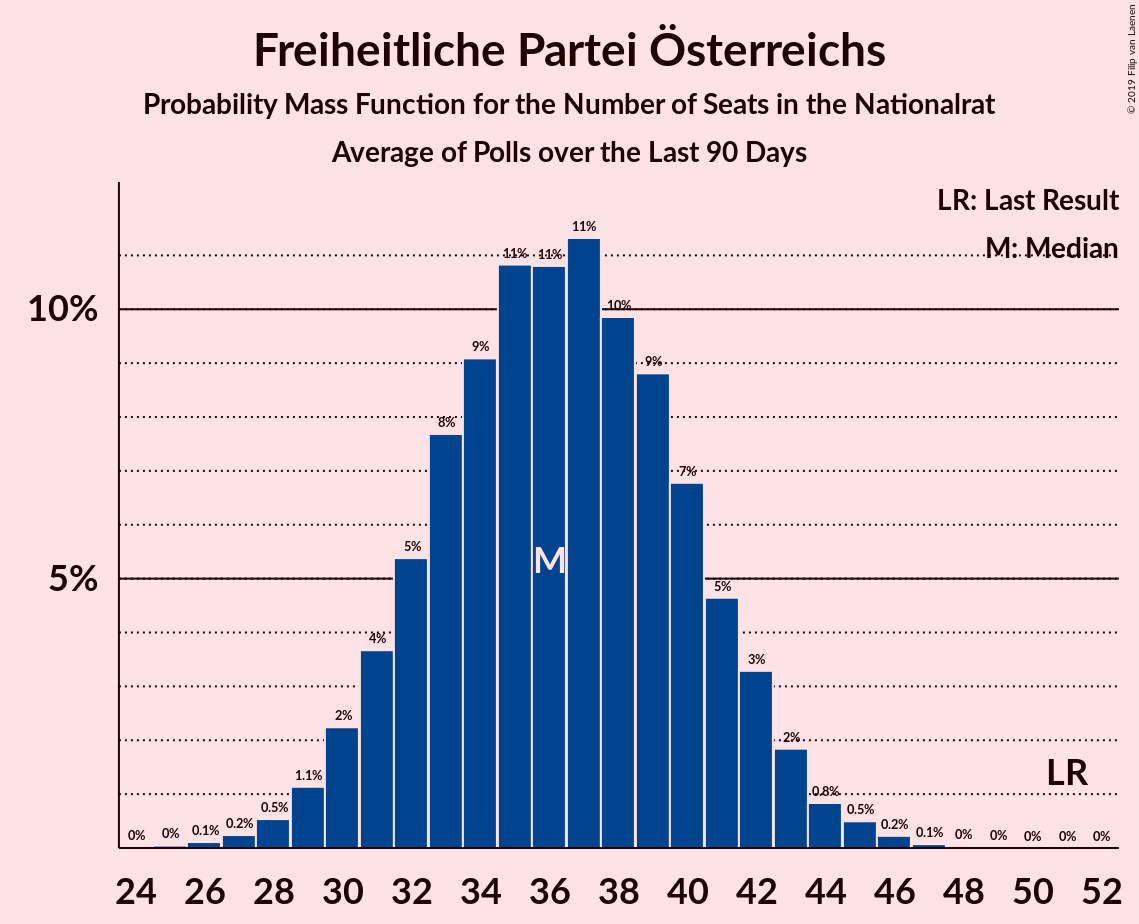 Freiheitliche Partei Österreichs
Probability Mass Function for the Number of Seats in the Nationalrat
Average of Polls over the Last 90 Days
© 2019 Filip van Laenen
LR: Last Result
M: Median
10%
5%
0% 0% 0.1% 0.2% 0.5% 1.1% 2% 4% 5% 8% 9% 11% 11% 11% 10% 9% 7% 5% 3% 2% 0.8% 0.5% 0.2% 0.1% 0% 0% 0% 0% 0%
M
LR
24 26 28 30 32 34 36 38 40 42 44 46 48 50 52